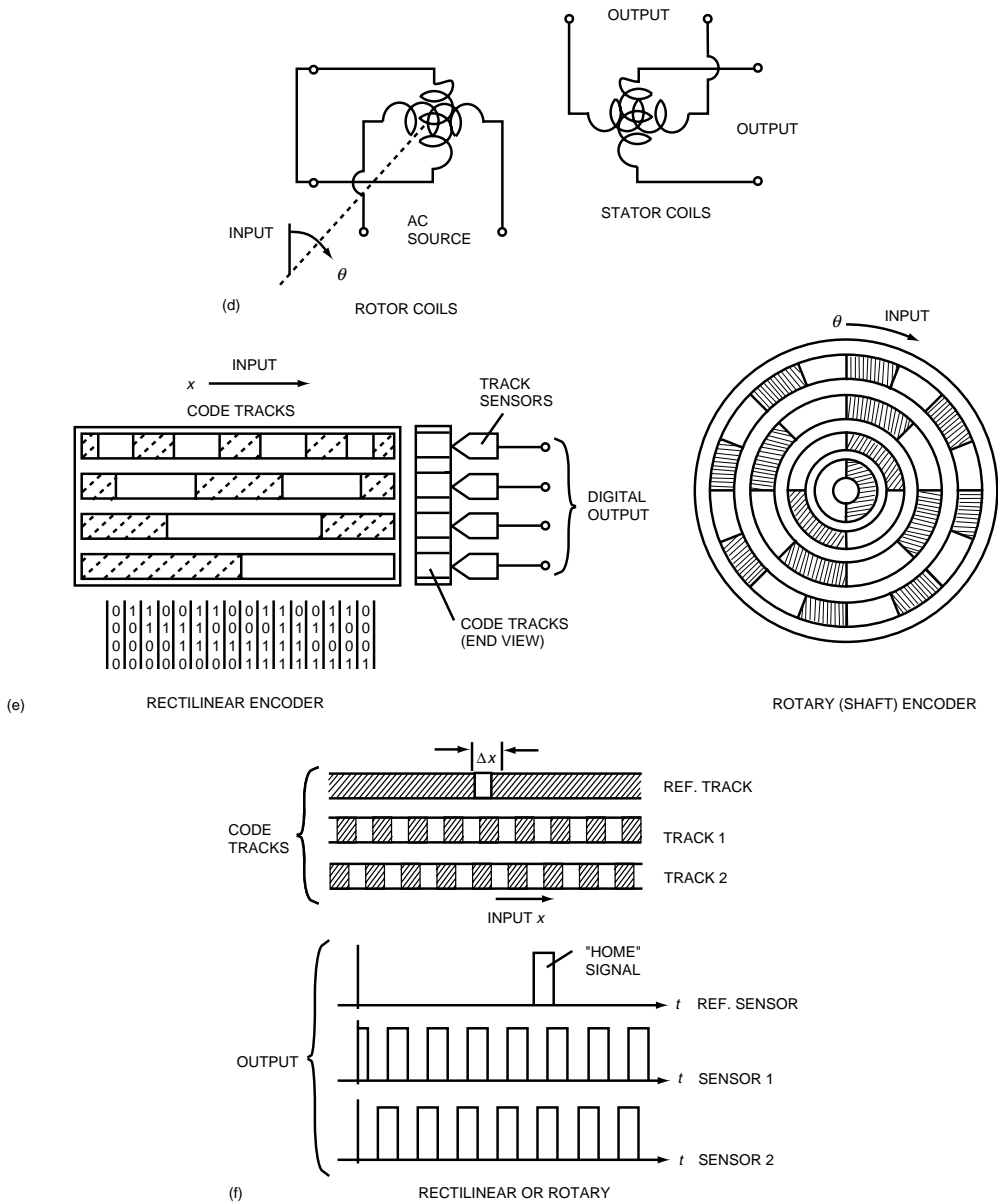 OUTPUT
OUTPUT
AC
SOURCE
STATOR COILS
INPUT
θ
(d)
ROTOR COILS
INPUT
x
CODE TRACKS
TRACK
SENSORS
DIGITAL
OUTPUT
CODE TRACKS
(END VIEW)
0 1 1 0 0 1 1 0 0 1 1 0 0 1 1 0
0 0 1 1 1 1 0 0 0 0 1 1 1 1 0 0
0 0 0 0 1 1 1 1 1 1 1 1 0 0 0 0
0 0 0 0 0 0 0 0 1 1 1 1 1 1 1 1
θ INPUT
(e)
RECTILINEAR ENCODER
ROTARY (SHAFT) ENCODER
Δx
REF. TRACK
CODE
TRACKS
TRACK 1
TRACK 2
INPUT x
"HOME"
SIGNAL
t REF. SENSOR
OUTPUT
t SENSOR 1
t SENSOR 2
(f)
RECTILINEAR OR ROTARY